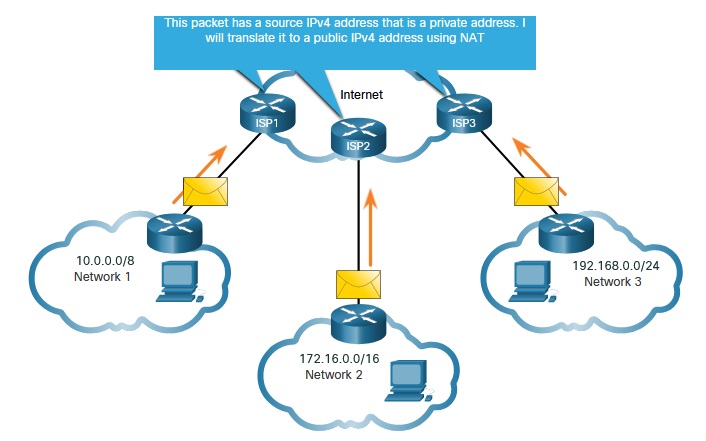 This packet has a source IPv4 address that is a private address. I
will translate it to a public IPv4 address using NAT
Internet
ISP1
ISP2
ISP3
10.0.0.0/8
Network 1
172.16.0.0/16
Network 2
192.168.0.0/24
Network 3